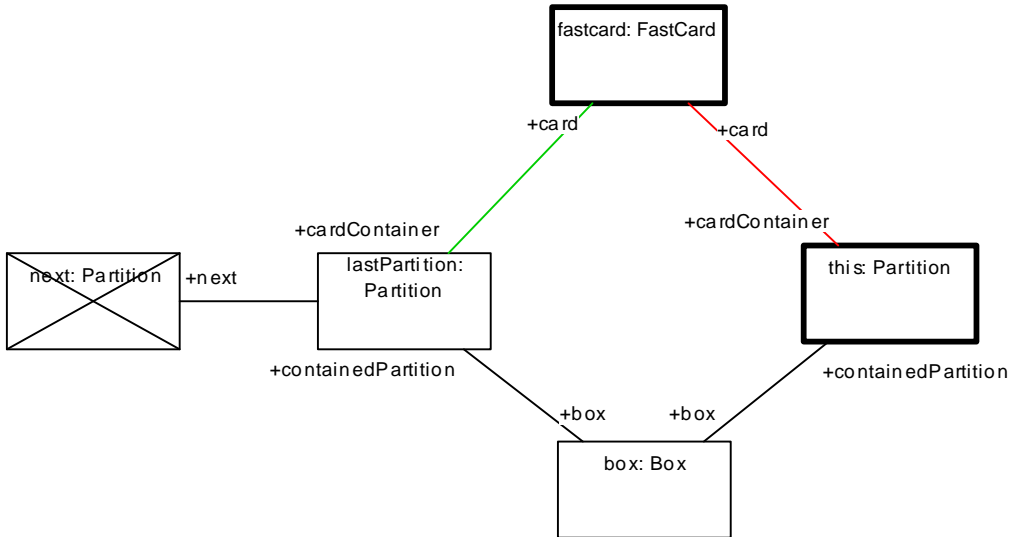 fastcard: FastCard
+card
+card
+cardContainer
+cardContainer
next: Partition
+next
lastPartition:
Partition
this: Partition
+containedPartition
+containedPartition
+box
+box
box: Box